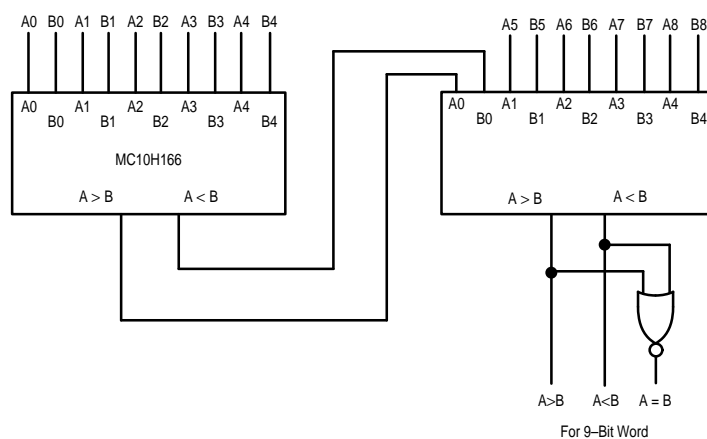 A0 B0 A1 B1 A2 B2 A3 B3 A4 B4
A5 B5 A6 B6 A7 B7 A8 B8
A0 A1 A2 A3 A4
B0 B1 B2 B3 B4
MC10H166
A > B A < B
A0 A1 A2 A3 A4
B0 B1 B2 B3 B4
A > B A < B
A>B A<B A = B
For 9–Bit Word